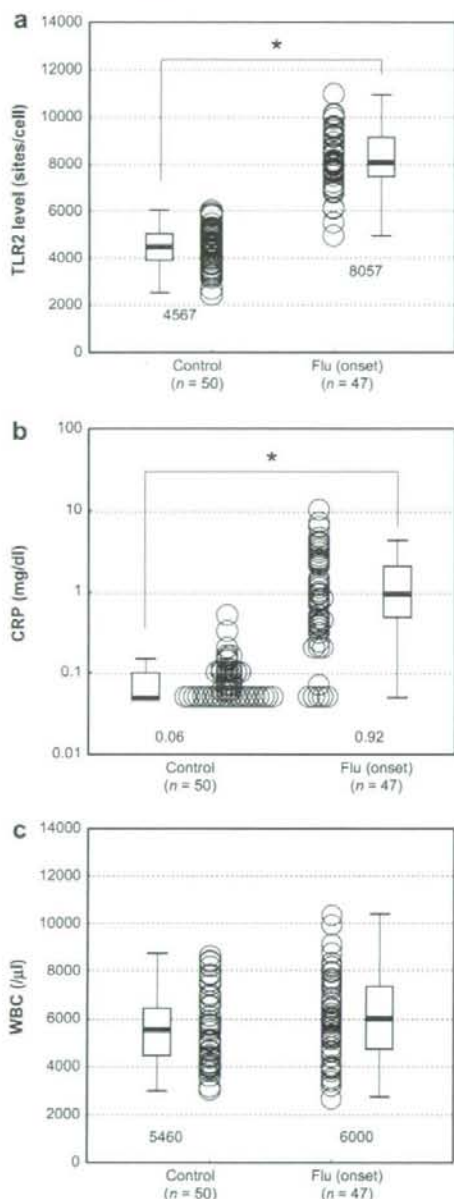 a
14000
12000
10000
8000
6000
4000
2000
0
TLR2 level (sites/cell)
*
4567
8057
Control
(n = 50)
Flu (onset)
(n = 47)
b
100
10
1
0.1
0.01
CRP (mg/dl)
*
0.06
0.92
Control
(n = 50)
Flu (onset)
(n = 47)
c
14000
12000
10000
8000
6000
4000
2000
0
WBC (/μl)
5460
6000
Control
(n = 50)
Flu (onset)
(n = 47)